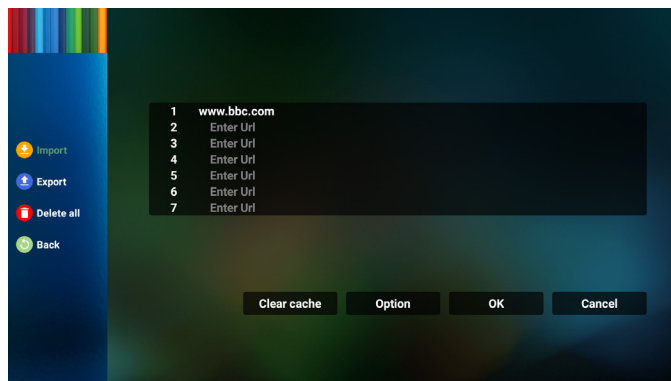 Import
Export
Delete all
Back
1 www.bbc.com
2 Enter Url
3 Enter Url
4 Enter Url
5 Enter Url
6 Enter Url
7 Enter Url
Clear cache Option OK Cancel